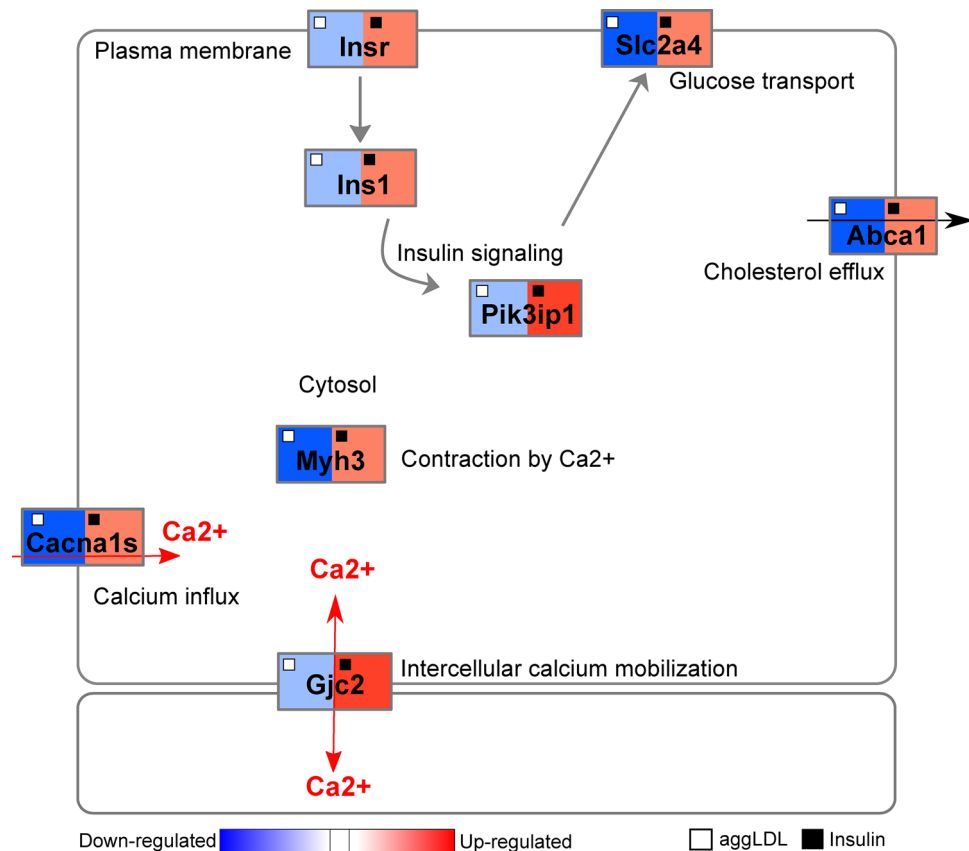 Insr
Slc2a4
Plasma membrane
Glucose transport
Ins1
Abca1
Insulin signaling
Cholesterol efflux
Pik3ip1
Cytosol
Myh3
Contraction by Ca2+
Cacna1s
Ca2+
Calcium influx
Ca2+
Intercellular calcium mobilization
Gjc2
Ca2+
Down-regulated
Up-regulated
aggLDL
Insulin